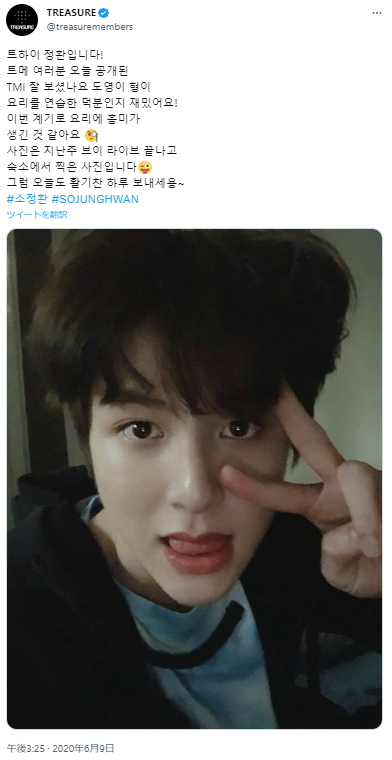 TREASURE
TREASURE
@treasuremembers
트하이 정환입니다!
트메 여러분 오늘 공개된
TMI 잘 보셨나요 도영이 형이
요리를 연습한 덕분인지 재밌어요!
이번 계기로 요리에 흥미가
생긴 것 같아요 🧐
사진은 지난주 브이 라이브 끝나고
숙소에서 찍은 사진입니다😜
그럼 오늘도 활기찬 하루 보내세용~
#소정환 #SOJUNGHWAN
ツイートを翻訳
午後3:25 · 2020年6月9日